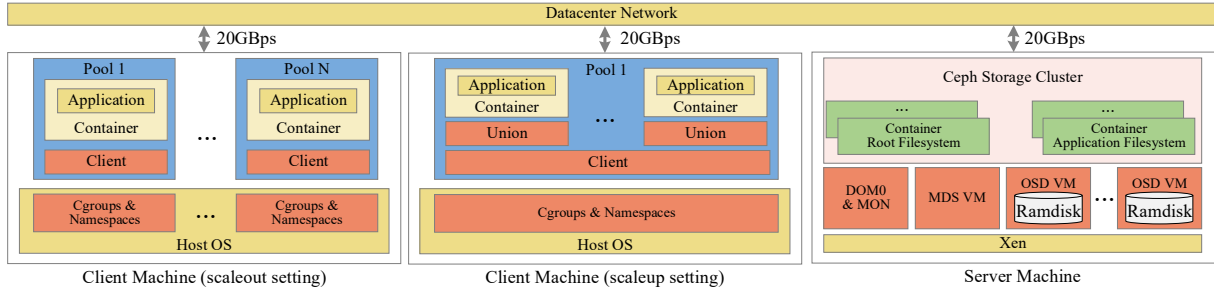 Datacenter Network
20GBps
20GBps
20GBps
Pool 1
Application
Container
Client
...
Pool N
Application
Container
Client
Cgroups &
Namespaces
...
Cgroups &
Namespaces
Host OS
Client Machine (scaleout setting)
Pool 1
Application
Container
Union
...
Application
Container
Union
Client
Cgroups & Namespaces
Host OS
Client Machine (scaleup setting)
Ceph Storage Cluster
...
Container
Root Filesystem
...
Container
Application Filesystem
DOM0
& MON
MDS VM
OSD VM
Ramdisk
...
OSD VM
Ramdisk
Xen
Server Machine